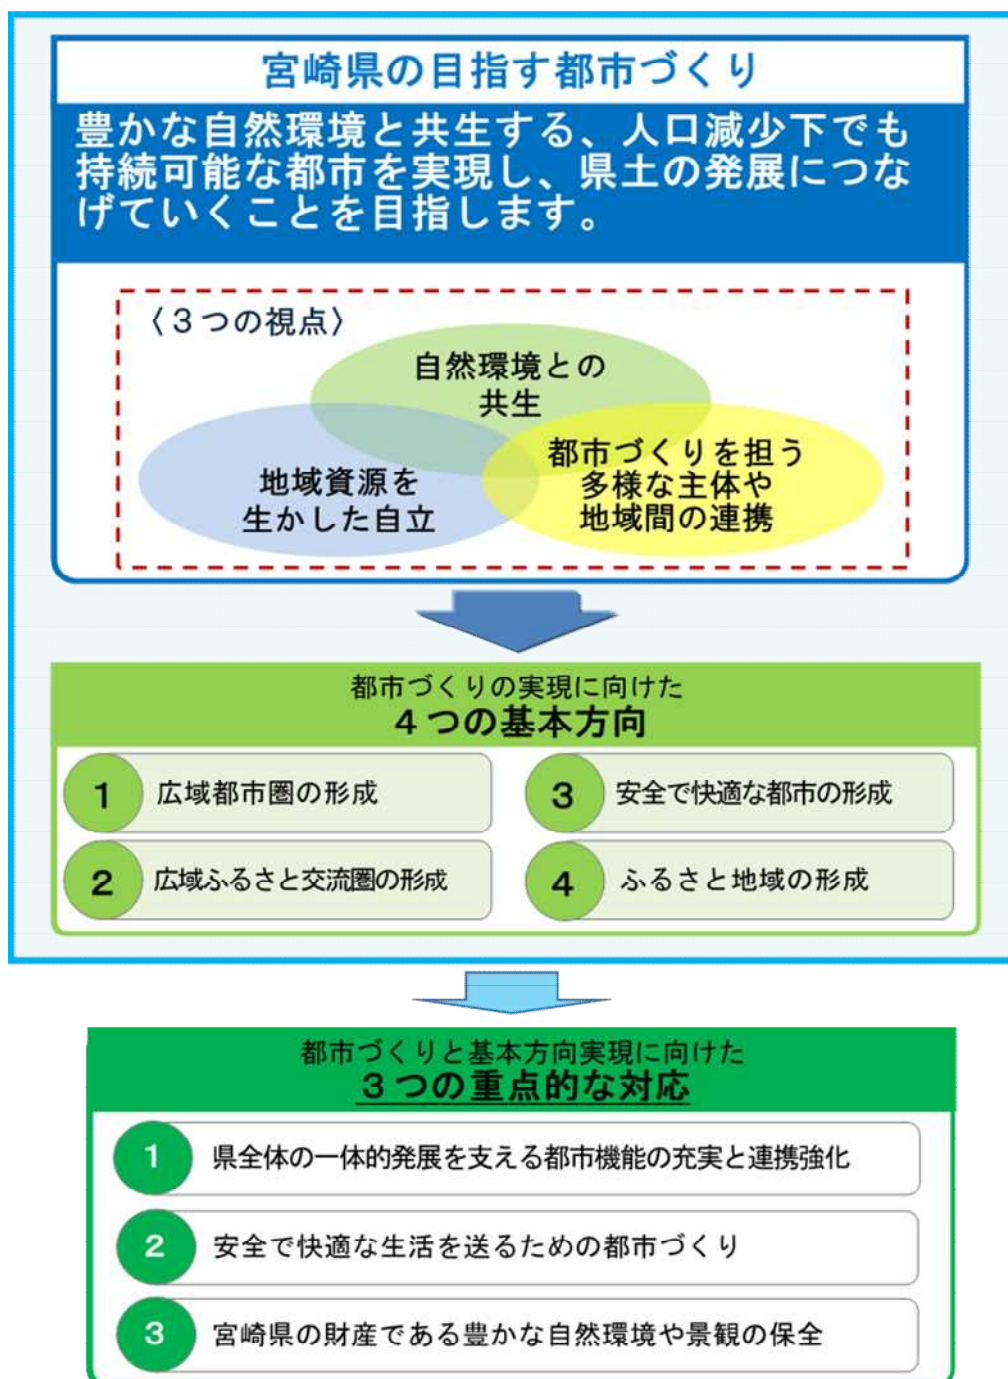 宮崎県の目指す都市づくり
豊かな自然環境と共生する、人口減少下でも
持続可能な都市を実現し、県土の発展につな
げていくことを目指します。
〈３つの視点〉
自然環境との
共生
地域資源を
生かした自立
都市づくりを担う
多様な主体や
地域間の連携
都市づくりの実現に向けた
４つの基本方向
1 広域都市圏の形成
2 広域ふるさと交流圏の形成
3 安全で快適な都市の形成
4 ふるさと地域の形成
都市づくりと基本方向実現に向けた
３つの重点的な対応
1 県全体の一体的発展を支える都市機能の充実と連携強化
2 安全で快適な生活を送るための都市づくり
3 宮崎県の財産である豊かな自然環境や景観の保全